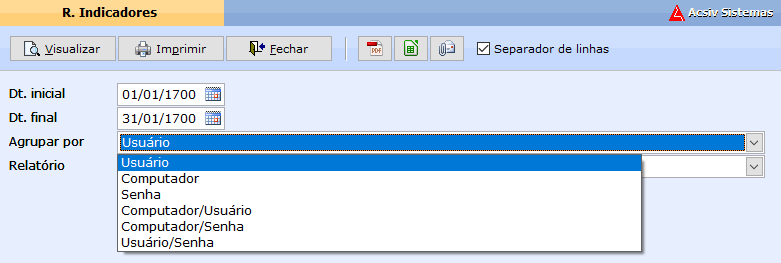 R. Indicadores
Acsiv Sistemas
Visualizar
Imprimir
Fechar
PDF
Separador de linhas
Dt. inicial 01/01/1700
Dt. final 31/01/1700
Agrupar por Usuário
Relatório
Usuário
Computador
Senha
Computador/Usuário
Computador/Senha
Usuário/Senha